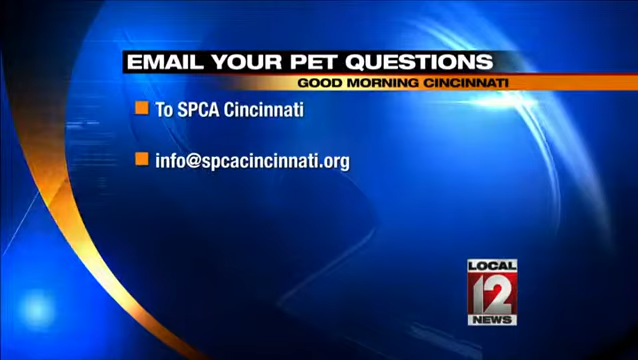 EMAIL YOUR PET QUESTIONS
GOOD MORNING CINCINNATI
To SPCA Cincinnati
info@spcacincinnati.org
LOCAL
12
NEWS